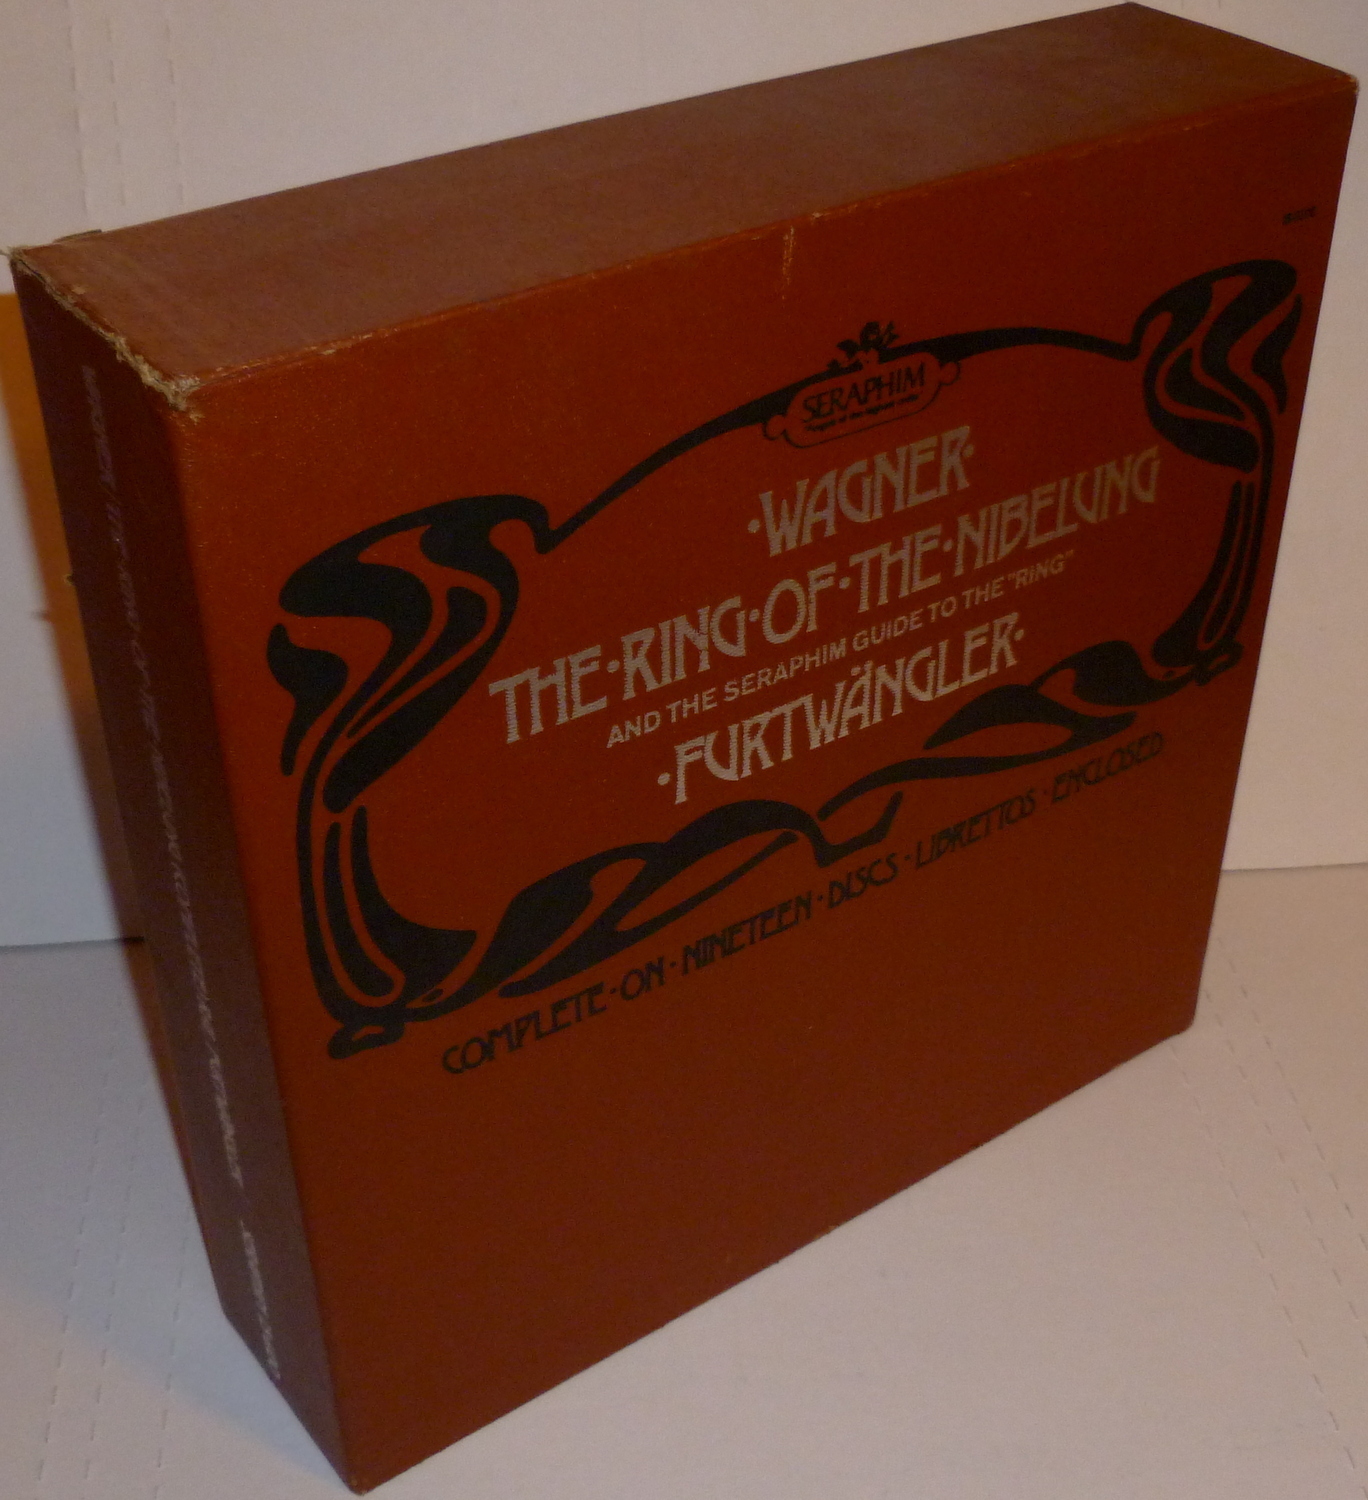 SERAPHIM
·WAGNER·
THE·RING·OF·THE·NIBELUNG
AND THE SERAPHIM GUIDE TO THE "RING"
·FURTWÄNGLER·
COMPLETE·ON·NINETEEN·DISCS·LIBRETTOS·ENCLOSED